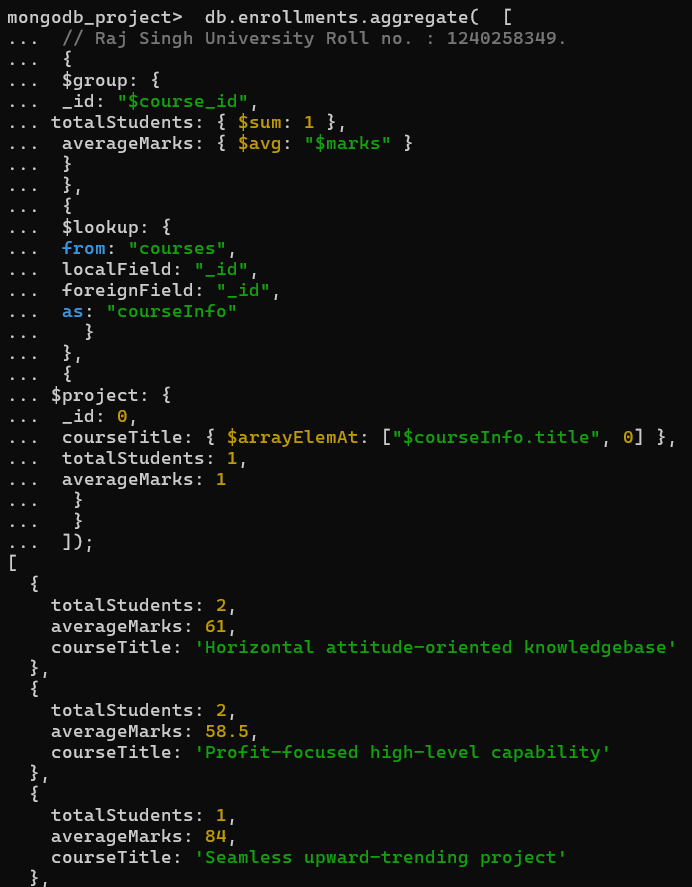 mongodb_project>  db.enrollments.aggregate(  [
...  // Raj Singh University Roll no. : 1240258349.
...  {
...  $group: {
...  _id: "$course_id",
... totalStudents: { $sum: 1 },
...  averageMarks: { $avg: "$marks" }
...  }
...  },
...  {
...  $lookup: {
...  from: "courses",
...  localField: "_id",
...  foreignField: "_id",
...  as: "courseInfo"
...    }
...  },
...  {
... $project: {
...  _id: 0,
...  courseTitle: { $arrayElemAt: ["$courseInfo.title", 0] },
...  totalStudents: 1,
...  averageMarks: 1
...   }
...   }
...  ]);
[
  {
    totalStudents: 2,
    averageMarks: 61,
    courseTitle: 'Horizontal attitude-oriented knowledgebase'
  },
  {
    totalStudents: 2,
    averageMarks: 58.5,
    courseTitle: 'Profit-focused high-level capability'
  },
  {
    totalStudents: 1,
    averageMarks: 84,
    courseTitle: 'Seamless upward-trending project'
  },